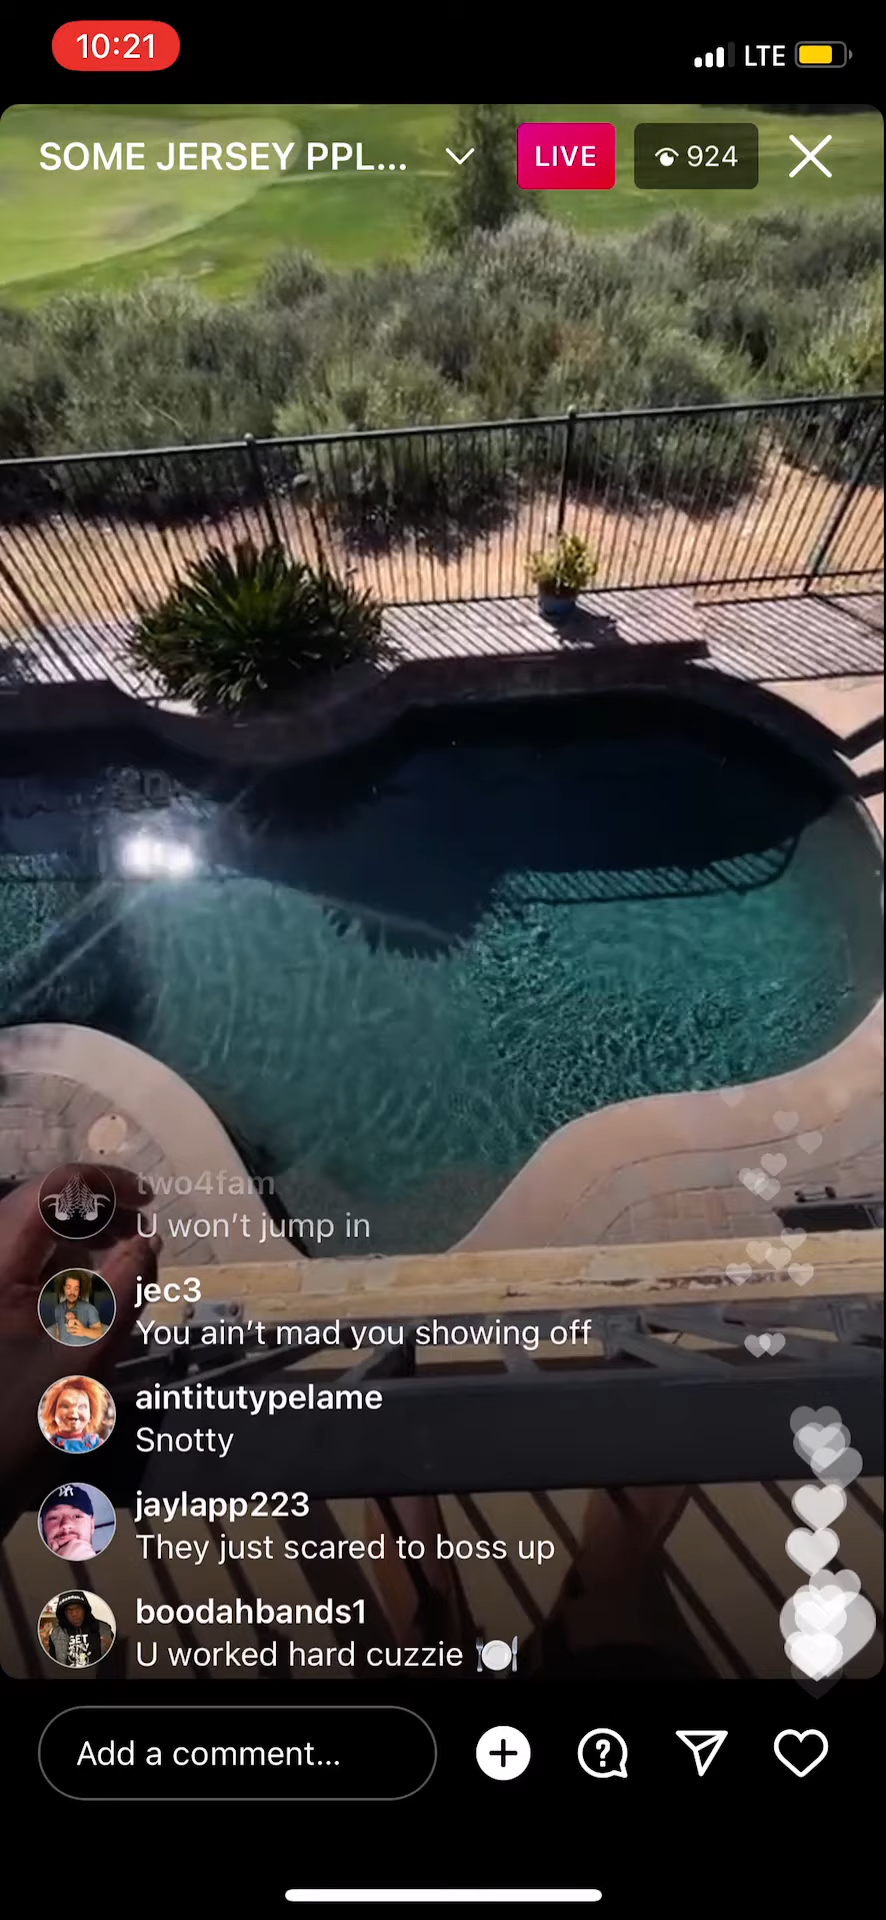 10:21
LTE
SOME JERSEY PPL...
LIVE
924
two4fam
U won't jump in
jec3
You ain't mad you showing off
aintitutypelame
Snotty
jaylapp223
They just scared to boss up
boodahbands1
U worked hard cuzzie 🍽️
Add a comment...